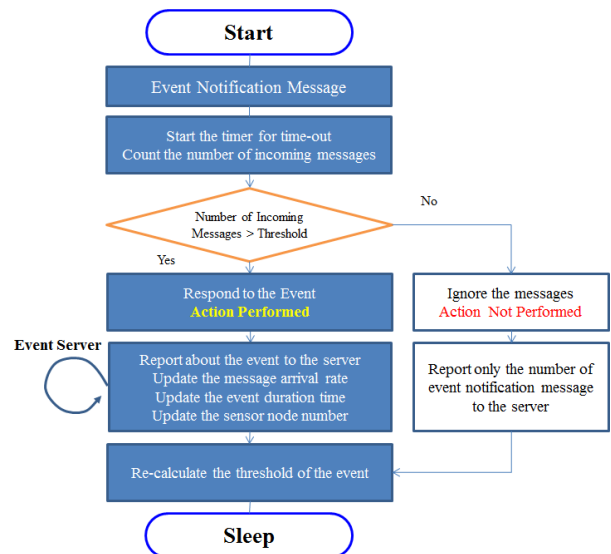 Start
Event Notification Message
Start the timer for time-out
Count the number of incoming messages
Number of Incoming
Messages > Threshold
No
Yes
Respond to the Event
Action Performed
Ignore the messages
Action Not Performed
Event Server
Report about the event to the server
Update the message arrival rate
Update the event duration time
Update the sensor node number
Report only the number of
event notification message
to the server
Re-calculate the threshold of the event
Sleep